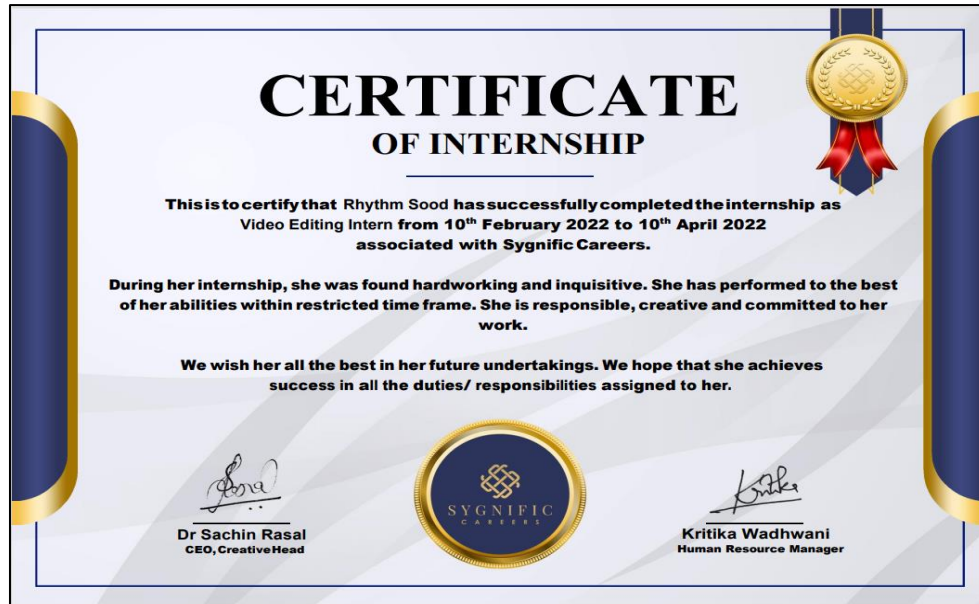 CERTIFICATE
OF INTERNSHIP
This is to certify that Rhythm Sood has successfully completed the internship as
Video Editing Intern from 10th February 2022 to 10th April 2022
associated with Sygnific Careers.
During her internship, she was found hardworking and inquisitive. She has performed to the best
of her abilities within restricted time frame. She is responsible, creative and committed to her
work.
We wish her all the best in her future undertakings. We hope that she achieves
success in all the duties/ responsibilities assigned to her.
Kritika
SYGNIFIC
CAREERS
Dr Sachin Rasal
CEO, Creative Head
Kritika Wadhwani
Human Resource Manager